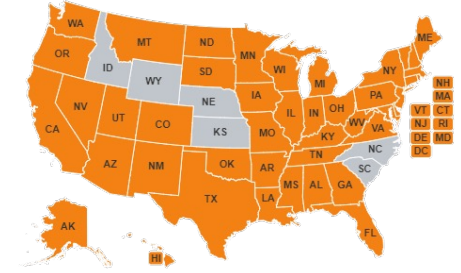 WA
MT
ND
MN
ME
OR
ID
SD
WI
MI
NY
WY
NH
IA
PA
MA
NE
NV
UT
CO
IL
IN
OH
VT CT
KS
MO
KY
WV
VA
NJ RI
CA
DE MD
AZ
NM
OK
AR
TN
NC
DC
SC
TX
LA
MS
AL
GA
AK
FL
HI